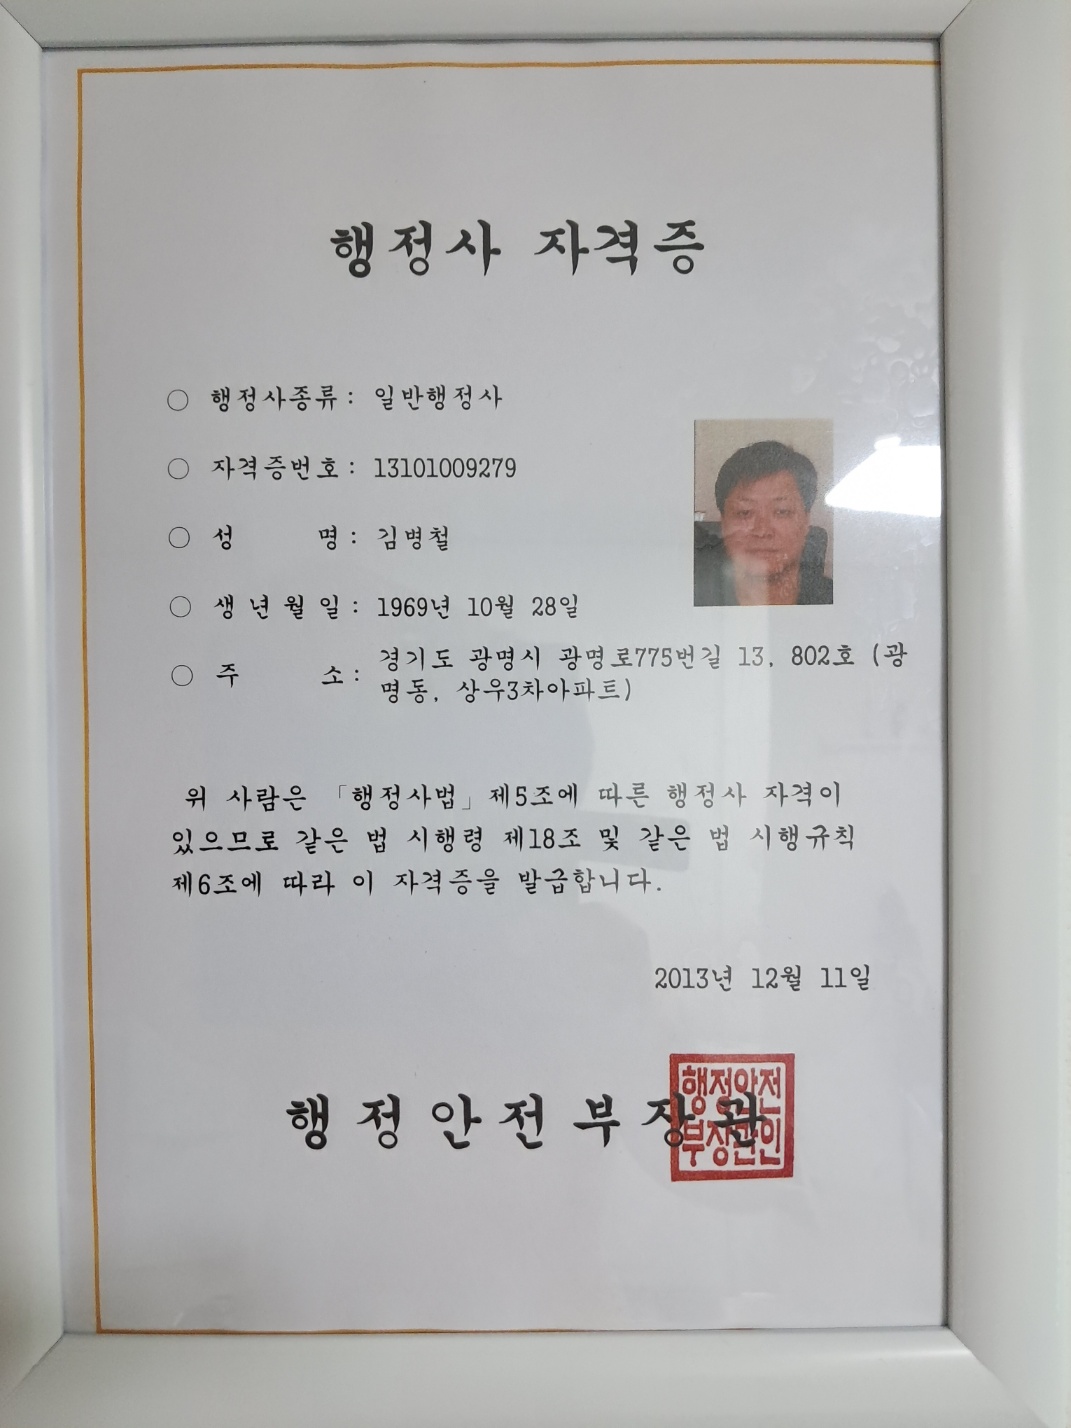 행정사 자격증
○ 행정사종류: 일반행정사
○ 자격증번호: 13101009279
○ 성 명: 김병철
○ 생년월일: 1969년 10월 28일
○ 주 소: 경기도 광명시 광명로775번길 13, 802호 (광
명동, 상우3차아파트)
위 사람은 「행정사법」제5조에 따른 행정사 자격이
있으므로 같은 법 시행령 제18조 및 같은 법 시행규칙
제6조에 따라 이 자격증을 발급합니다.
2013년 12월 11일
행정안전부장관
행정안전
부장관인